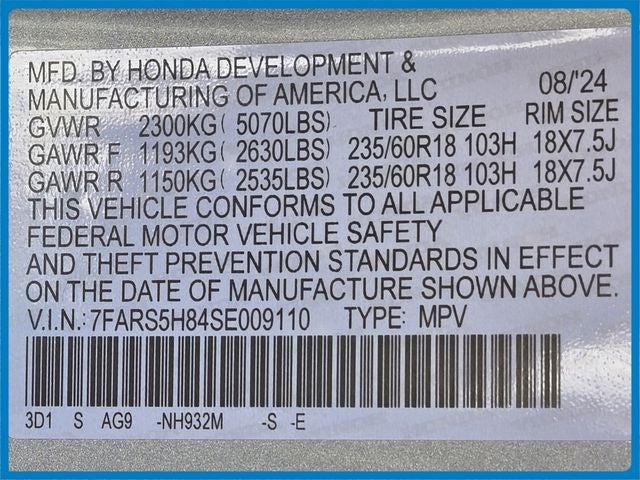 MFD. BY HONDA DEVELOPMENT &
MANUFACTURING OF AMERICA, LLC 08/'24
GVWR 2300KG( 5070LBS) TIRE SIZE RIM SIZE
GAWR F 1193KG( 2630LBS) 235/60R18 103H 18X7.5J
GAWR R 1150KG( 2535LBS) 235/60R18 103H 18X7.5J
THIS VEHICLE CONFORMS TO ALL APPLICABLE
FEDERAL MOTOR VEHICLE SAFETY
AND THEFT PREVENTION STANDARDS IN EFFECT
ON THE DATE OF MANUFACTURE SHOWN ABOVE.
V.I.N.: 7FARS5H84SE009110 TYPE: MPV
3D1 S AG9 -NH932M -S -E